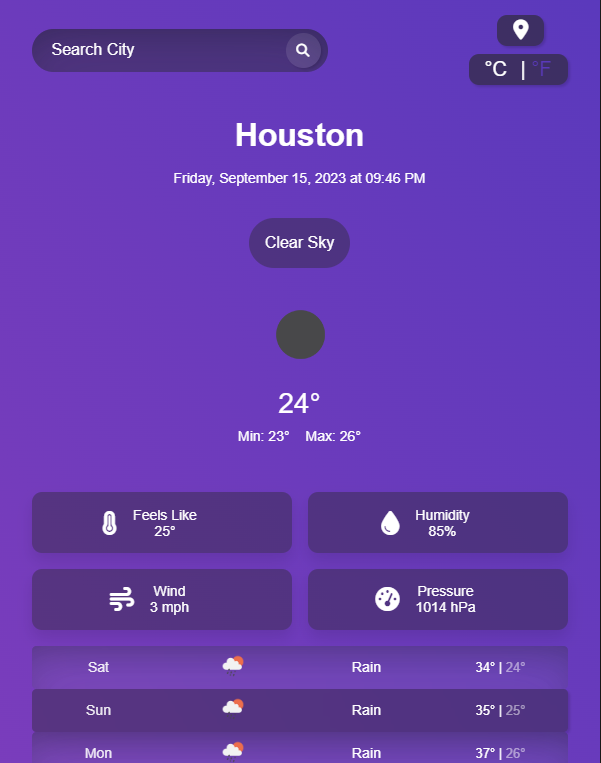 Search City
°C | °F
Houston
Friday, September 15, 2023 at 09:46 PM
Clear Sky
24°
Min: 23° Max: 26°
Feels Like
25°
Humidity
85%
Wind
3 mph
Pressure
1014 hPa
Sat Rain 34° | 24°
Sun Rain 35° | 25°
Mon Rain 37° | 26°